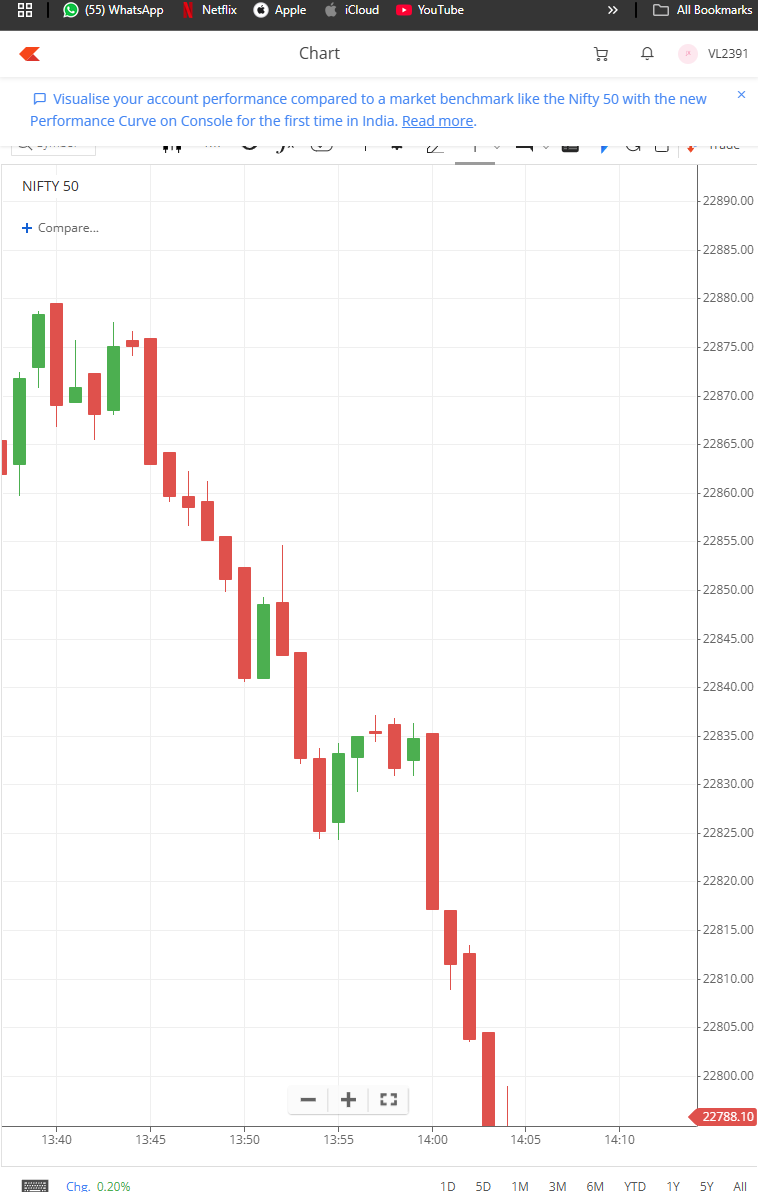 (55) WhatsApp Netflix Apple iCloud YouTube » All Bookmarks
Chart VL2391
Visualise your account performance compared to a market benchmark like the Nifty 50 with the new
Performance Curve on Console for the first time in India. Read more.
NIFTY 50
+ Compare...
22890.00
22885.00
22880.00
22875.00
22870.00
22865.00
22860.00
22855.00
22850.00
22845.00
22840.00
22835.00
22830.00
22825.00
22820.00
22815.00
22810.00
22805.00
22800.00
22788.10
13:40 13:45 13:50 13:55 14:00 14:05 14:10
Chg. 0.20% 1D 5D 1M 3M 6M YTD 1Y 5Y All